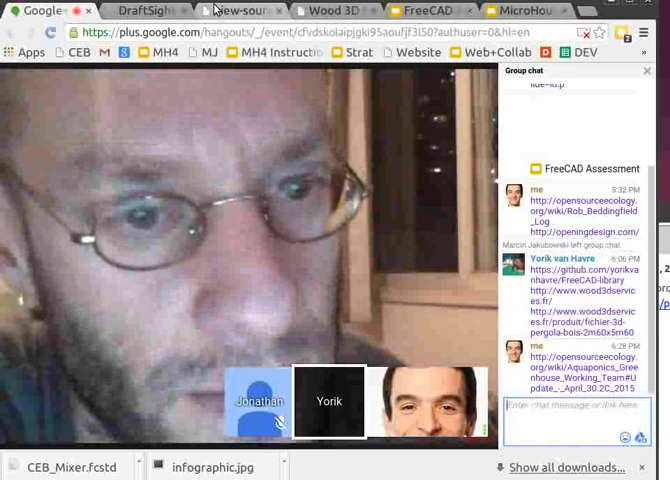 Google+
DraftSight
view-sourc
Wood 3D
FreeCAD
MicroHou
https://plus.google.com/hangouts/_/event/cfvdskolaipjgki95aoufjf3l50?authuser=0&hl=en
Apps
CEB
MH4
MH4 Instructio
Strat
Website
Web+Collab
DEV
Group chat
FreeCAD Assessment
me 5:32 PM
http://opensourceecology.
org/wiki/Rob_Beddingfield
_Log
http://openingdesign.com/
Marcin Jakubowski left group chat
Yorik van Havre 6:06 PM
https://github.com/yorikva
nhavre/FreeCAD-library
http://www.wood3dservic
es.fr/
http://www.wood3dservic
es.fr/produit/fichier-3d-
pergola-bois-2m60x5m60
me 6:28 PM
http://opensourceecology.
org/wiki/Aquaponics_Gree
nhouse_Working_Team#U
pdate_-_April_30.2C_2015
Enter chat message or link here
Jonathan
Yorik
CEB_Mixer.fcstd
infographic.jpg
Show all downloads...